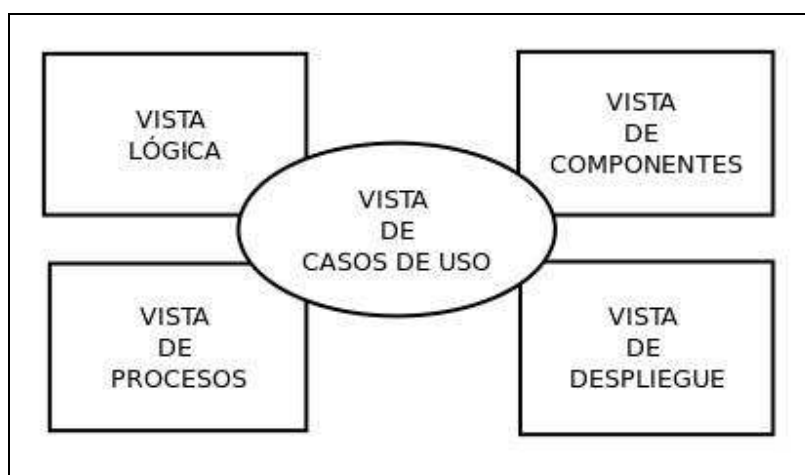 VISTA
LÓGICA
VISTA
DE
COMPONENTES
VISTA
DE
CASOS DE USO
VISTA
DE
PROCESOS
VISTA
DE
DESPLIEGUE